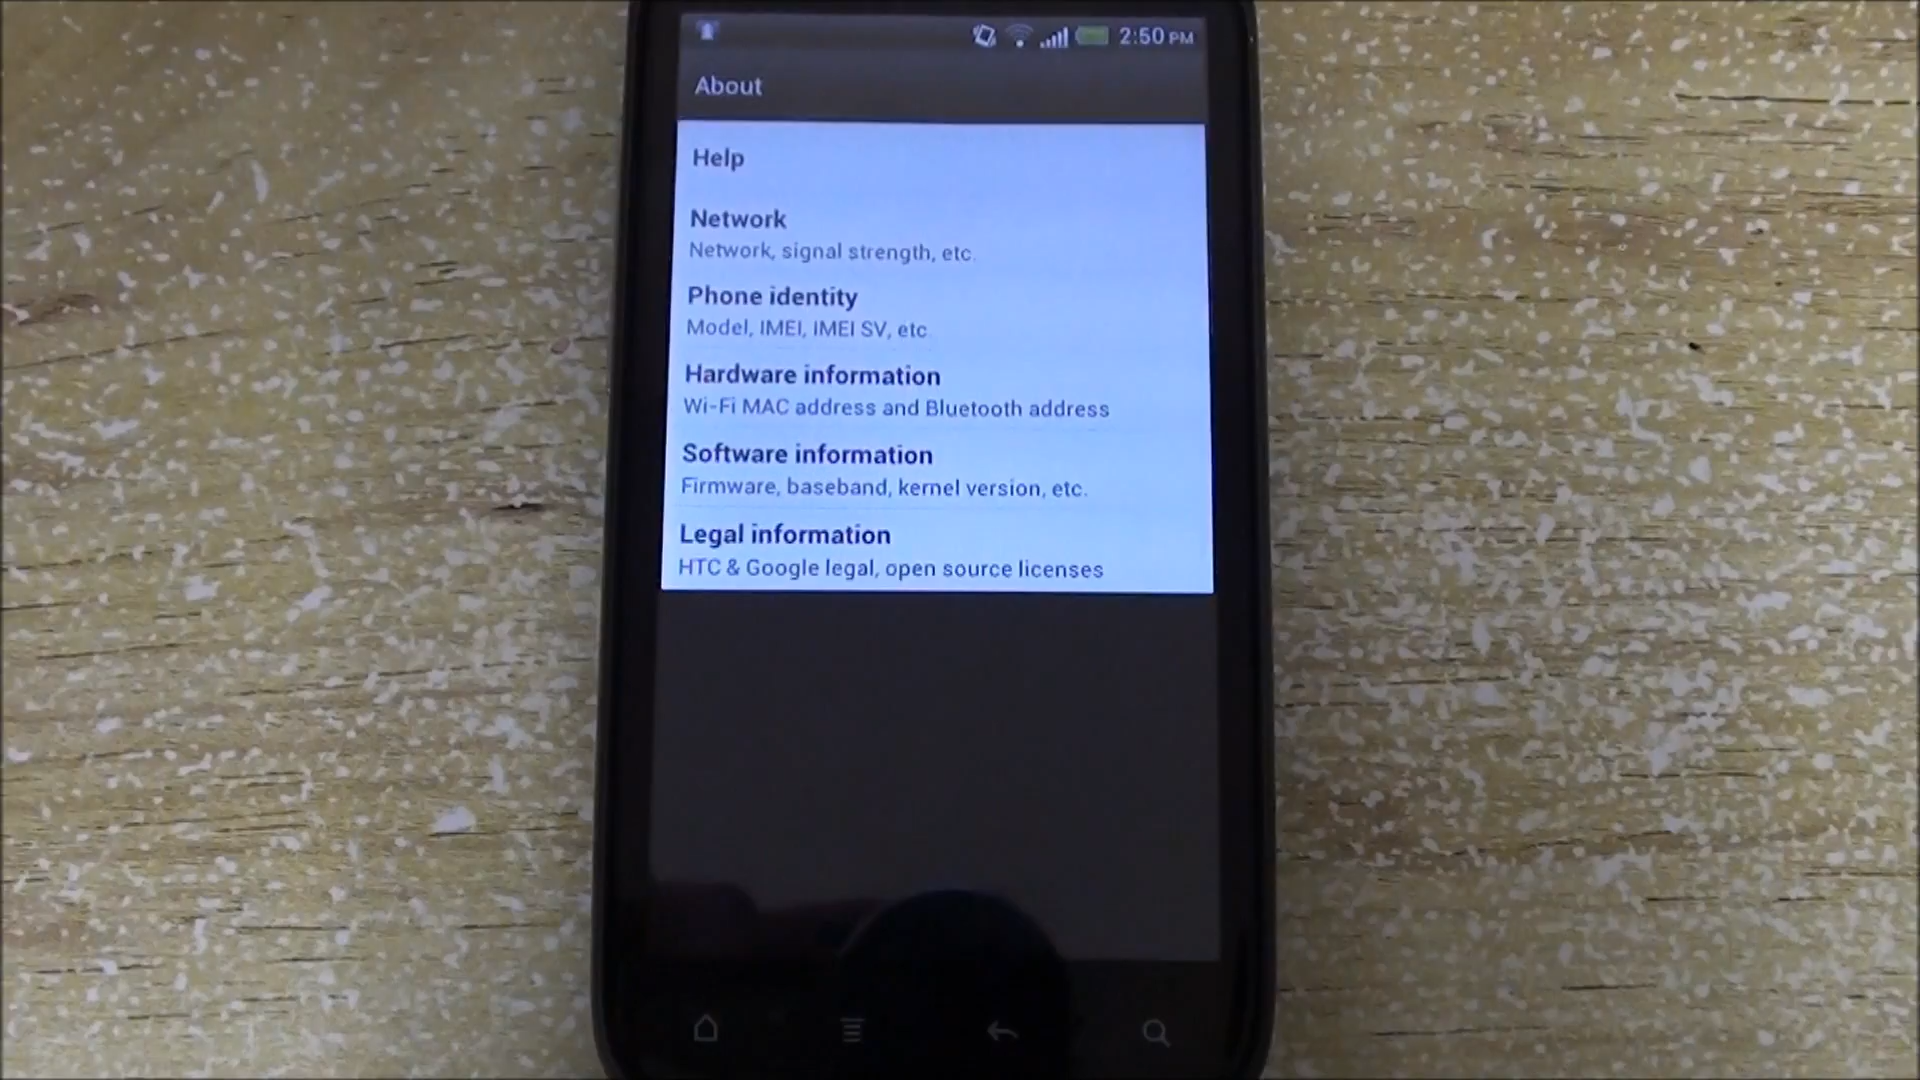 2:50 PM
About
Help
Network
Network, signal strength, etc.
Phone identity
Model, IMEI, IMEI SV, etc.
Hardware information
Wi-Fi MAC address and Bluetooth address
Software information
Firmware, baseband, kernel version, etc.
Legal information
HTC & Google legal, open source licenses